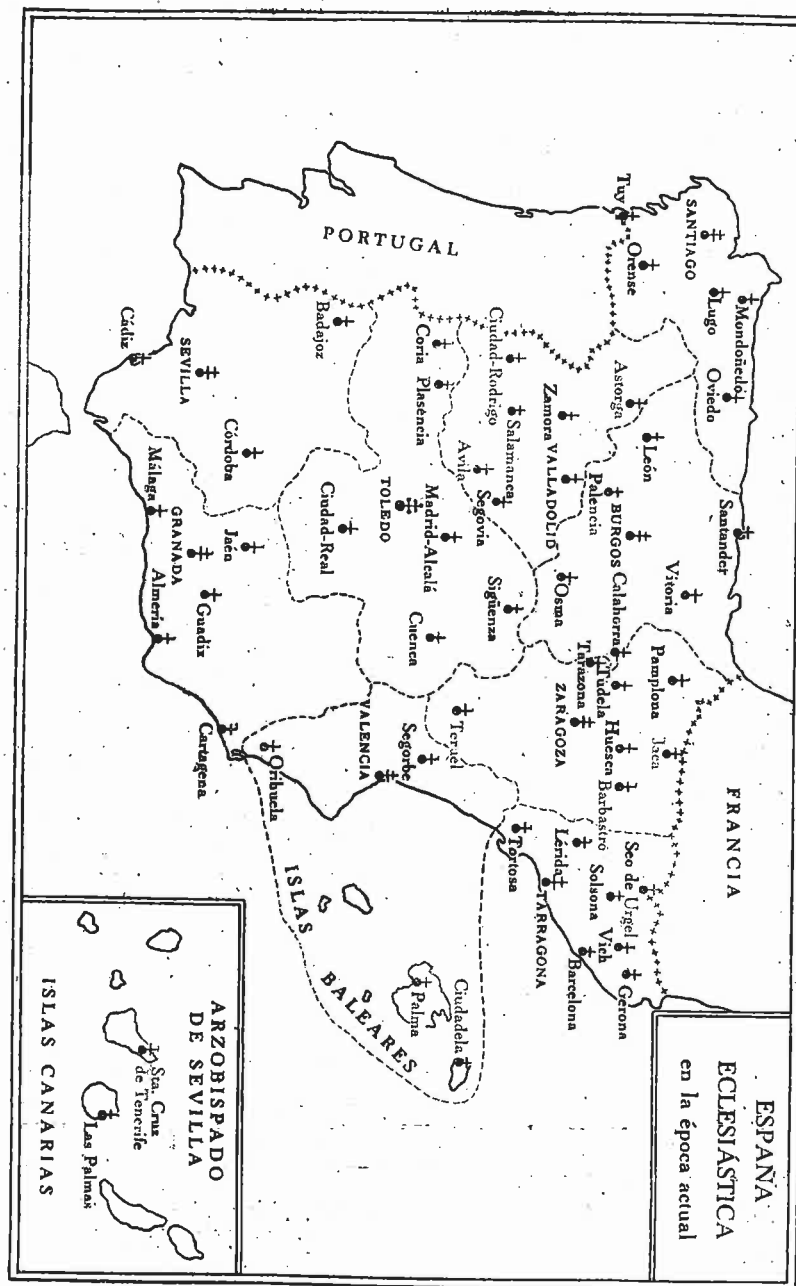 ESPAÑA
ECLESIÁSTICA
en la época actual
FRANCIA
PORTUGAL
Mondoñedo
Oviedo
Santander
SANTIAGO
Lugo
Vitoria
Pamplona
Jaca
León
Orense
Tuy
Astorga
Palencia
BURGOS
Calahorra
Tudela
Tarazona
Huesca
Barbastro
Seo de Urgel
Solsona
Vich
Gerona
Zamora
VALLADOLID
Osma
ZARAGOZA
Lérida
Barcelona
TARRAGONA
Tortosa
Ciudad-Rodrigo
Salamanca
Avila
Segovia
Sigüenza
Coria
Plasencia
Madrid-Alcalá
TOLEDO
Cuenca
Teruel
Segorbe
VALENCIA
Ciudadela
Palma
ISLAS
BALEARES
Badajoz
Ciudad-Real
Córdoba
Jaén
Orihuela
Cartagena
SEVILLA
Cádiz
Málaga
GRANADA
Guadix
Almería
ARZOBISPADO
DE SEVILLA
Sta. Cruz
de Tenerife
Las Palmas
ISLAS CANARIAS